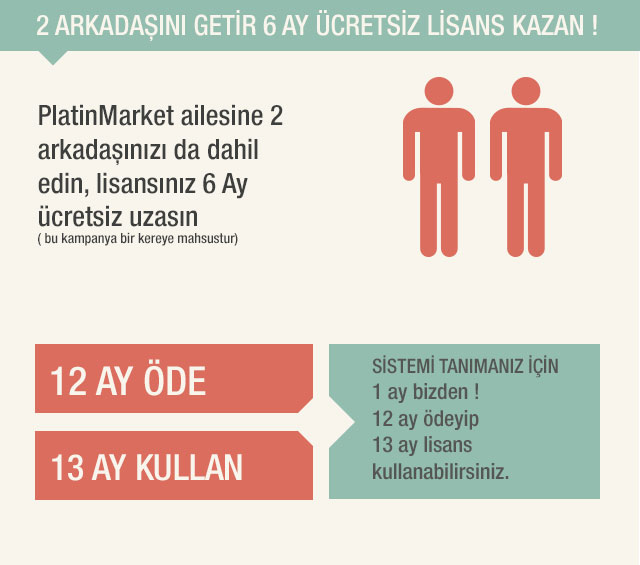 2 ARKADAŞINI GETİR 6 AY ÜCRETSİZ LİSANS KAZAN !
PlatinMarket ailesine 2
arkadaşınızı da dahil
edin, lisansınız 6 Ay
ücretsiz uzasın
( bu kampanya bir kereye mahsustur)
12 AY ÖDE
13 AY KULLAN
SİSTEMİ TANIMANIZ İÇİN
1 ay bizden !
12 ay ödeyip
13 ay lisans
kullanabilirsiniz.